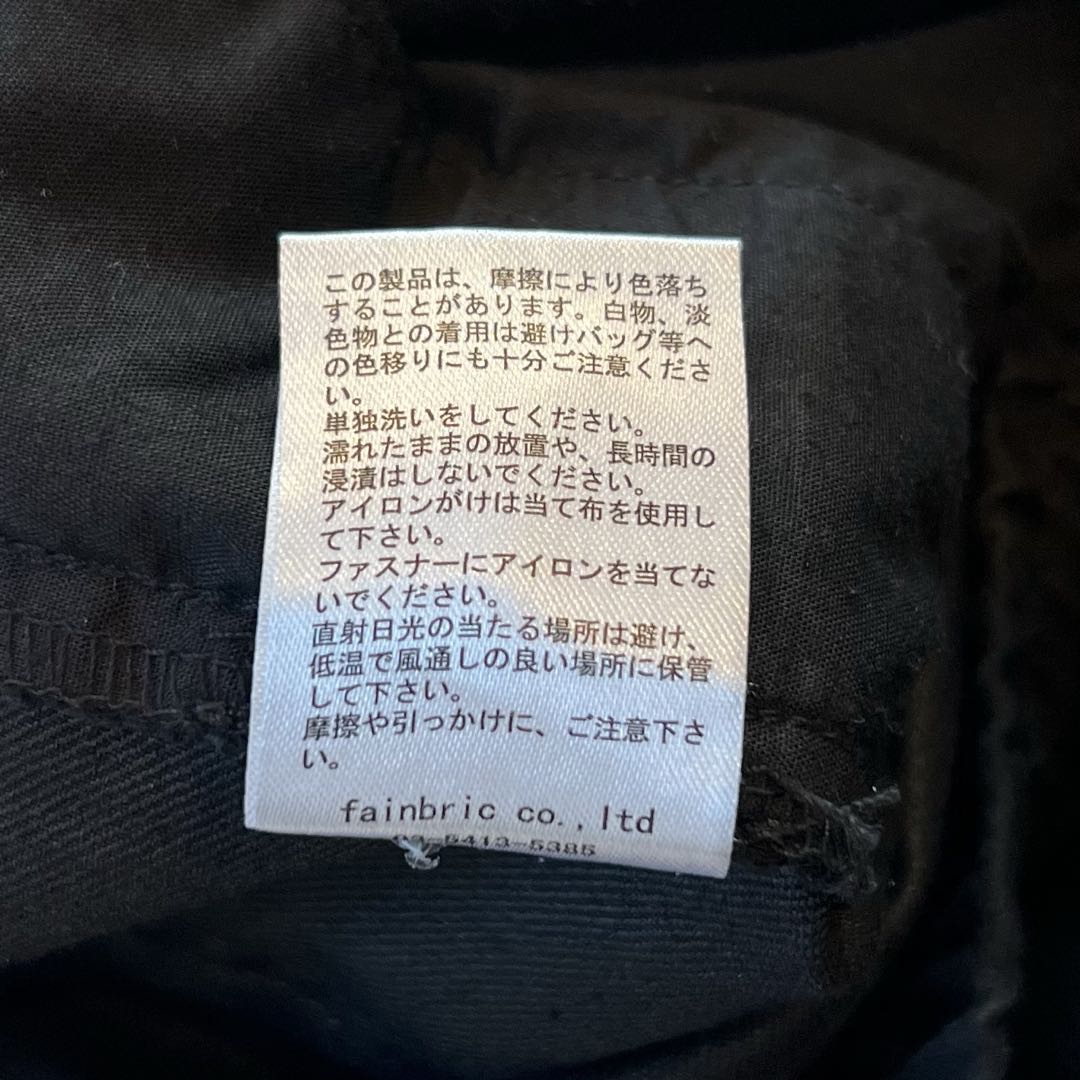 この製品は、摩擦により色落ち
することがあります。白物、淡
色物との着用は避けバッグ等へ
の色移りにも十分ご注意くださ
い。
単独洗いをしてください。
濡れたままの放置や、長時間の
浸漬はしないでください。
アイロンがけは当て布を使用し
て下さい。
ファスナーにアイロンを当てな
いでください。
直射日光の当たる場所は避け、
低温で風通しの良い場所に保管
して下さい。
摩擦や引っかけに、ご注意下さ
い。
fainbric co.,ltd
03-5413-5385